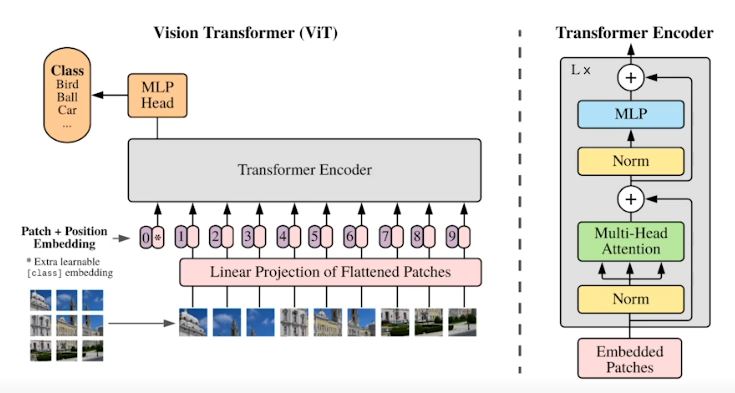 Vision Transformer (ViT)
Class
Bird
Ball
Car
...
MLP
Head
Transformer Encoder
Patch + Position
Embedding
* Extra learnable
[class] embedding
0 *
1
2
3
4
5
6
7
8
9
Linear Projection of Flattened Patches
Transformer Encoder
L x
+
MLP
Norm
+
Multi-Head
Attention
Norm
Embedded
Patches